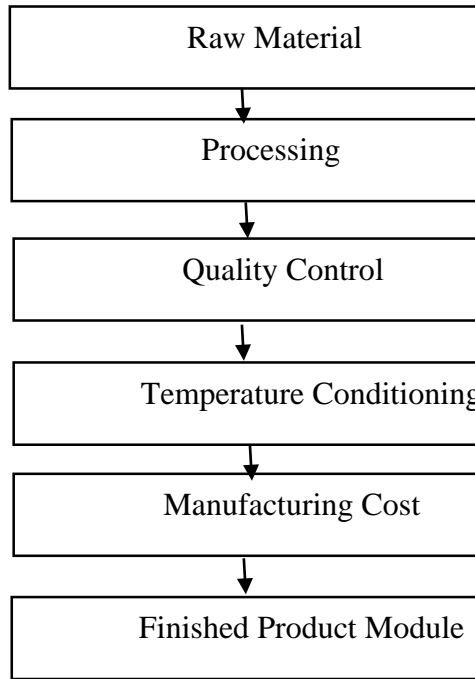 Raw Material
Processing
Quality Control
Temperature Conditioning
Manufacturing Cost
Finished Product Module